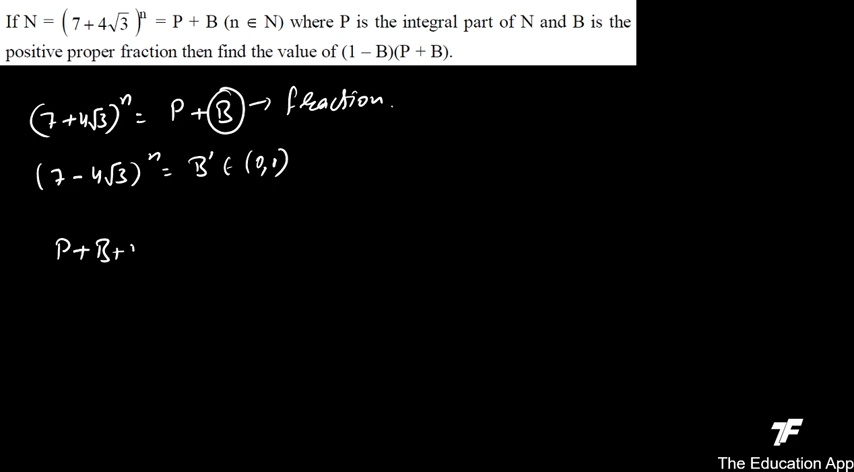 If N = (7 + 4√3)ⁿ = P + B (n ∈ N) where P is the integral part of N and B is the
positive proper fraction then find the value of (1 – B)(P + B).
(7+4√3)ⁿ = P + B → fraction.
(7 - 4√3)ⁿ = B' ∈ (0,1)
P + B +
The Education App